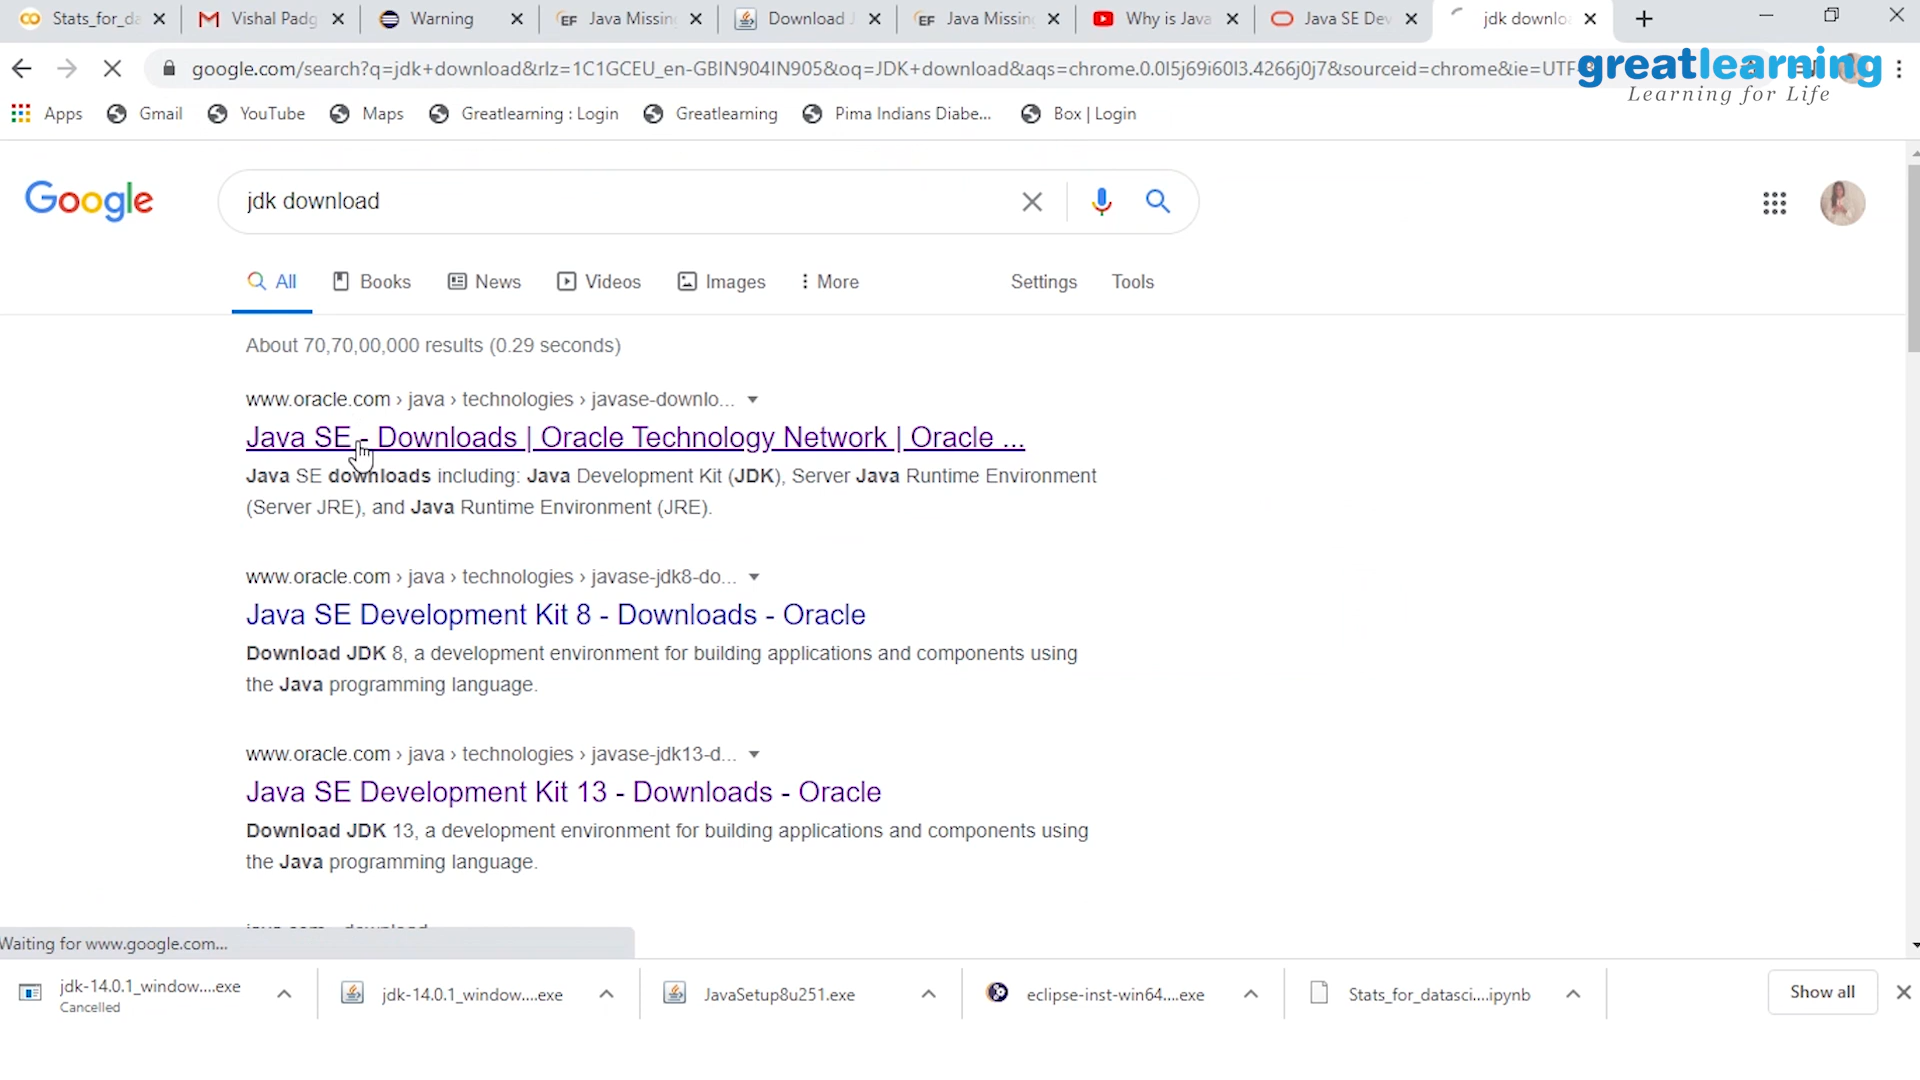 Stats_for_da
Vishal Padg
Warning
Java Missin
Download J
Java Missin
Why is Java
Java SE Dev
jdk downloa
google.com/search?q=jdk+download&rlz=1C1GCEU_en-GBIN904IN905&oq=JDK+download&aqs=chrome.0.0l5j69i60l3.4266j0j7&sourceid=chrome&ie=UTF-8
greatlearning
Learning for Life
Apps
Gmail
YouTube
Maps
Greatlearning : Login
Greatlearning
Pima Indians Diabe...
Box | Login
Google
jdk download
All
Books
News
Videos
Images
More
Settings
Tools
About 70,70,00,000 results (0.29 seconds)
www.oracle.com › java › technologies › javase-downlo...
Java SE - Downloads | Oracle Technology Network | Oracle ...
Java SE downloads including: Java Development Kit (JDK), Server Java Runtime Environment
(Server JRE), and Java Runtime Environment (JRE).
www.oracle.com › java › technologies › javase-jdk8-do...
Java SE Development Kit 8 - Downloads - Oracle
Download JDK 8, a development environment for building applications and components using
the Java programming language.
www.oracle.com › java › technologies › javase-jdk13-d...
Java SE Development Kit 13 - Downloads - Oracle
Download JDK 13, a development environment for building applications and components using
the Java programming language.
Waiting for www.google.com...
jdk-14.0.1_window....exe
Cancelled
jdk-14.0.1_window....exe
JavaSetup8u251.exe
eclipse-inst-win64....exe
Stats_for_datasci....ipynb
Show all